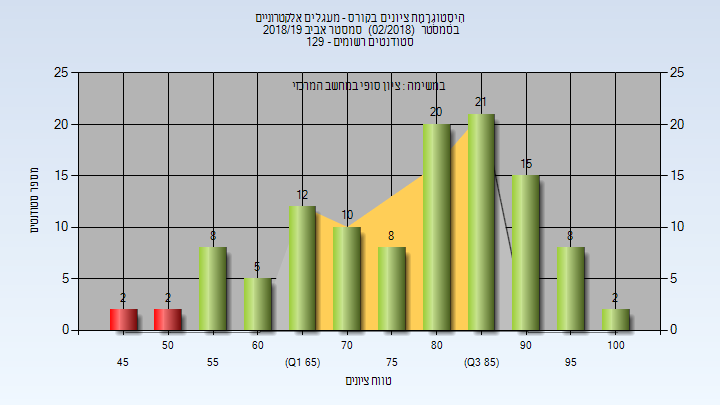 הִיסְטוֹגְרָמַת ציונים בקורס - מעגלים אלקטרוניים
בסמסטר (02/2018) סמסטר אביב 2018/19
סטודנטים רשומים - 129
במשימה : ציון סופי במחשב המרכזי
מספר סטודנטים
25 25
20 20
15 15
10 10
5 5
0 0
2 2 8 5 12 10 8 20 21 15 8 2
45 50 55 60 (Q1 65) 70 75 80 (Q3 85) 90 95 100
טווח ציונים